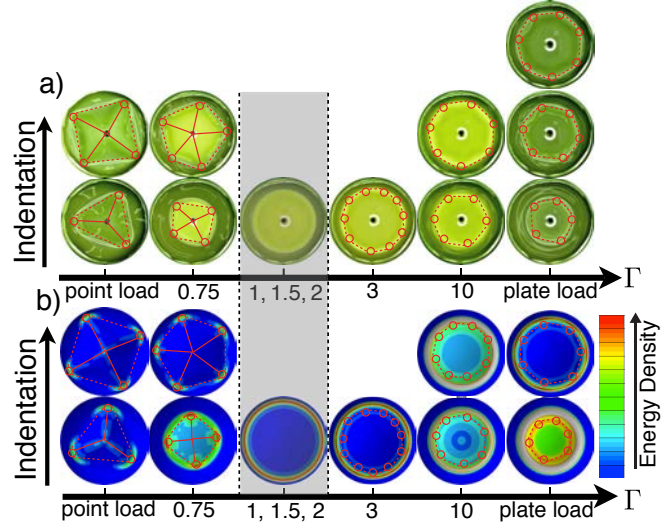 a)
Indentation
point load 0.75 1, 1.5, 2 3 10 plate load Γ
b)
Indentation
Energy Density
point load 0.75 1, 1.5, 2 3 10 plate load Γ